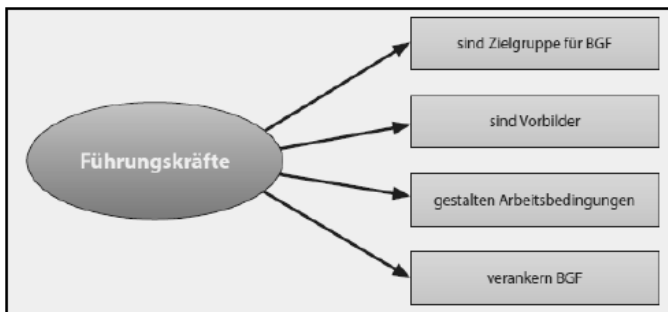 Führungskräfte
sind Zielgruppe für BGF
sind Vorbilder
gestalten Arbeitsbedingungen
verankern BGF